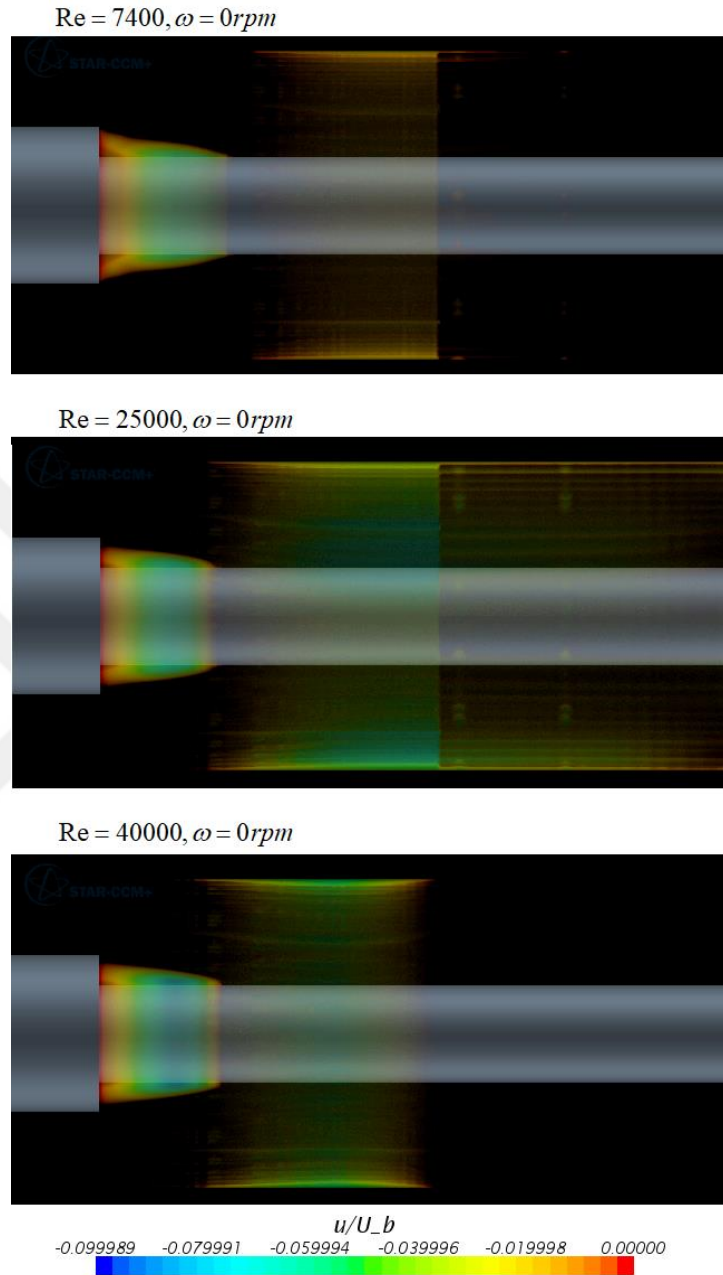 Re = 7400, ω = 0rpm
STAR-CCM+
Re = 25000, ω = 0rpm
STAR-CCM+
Re = 40000, ω = 0rpm
STAR-CCM+
u/U_b
-0.099989 -0.079991 -0.059994 -0.039996 -0.019998 0.00000